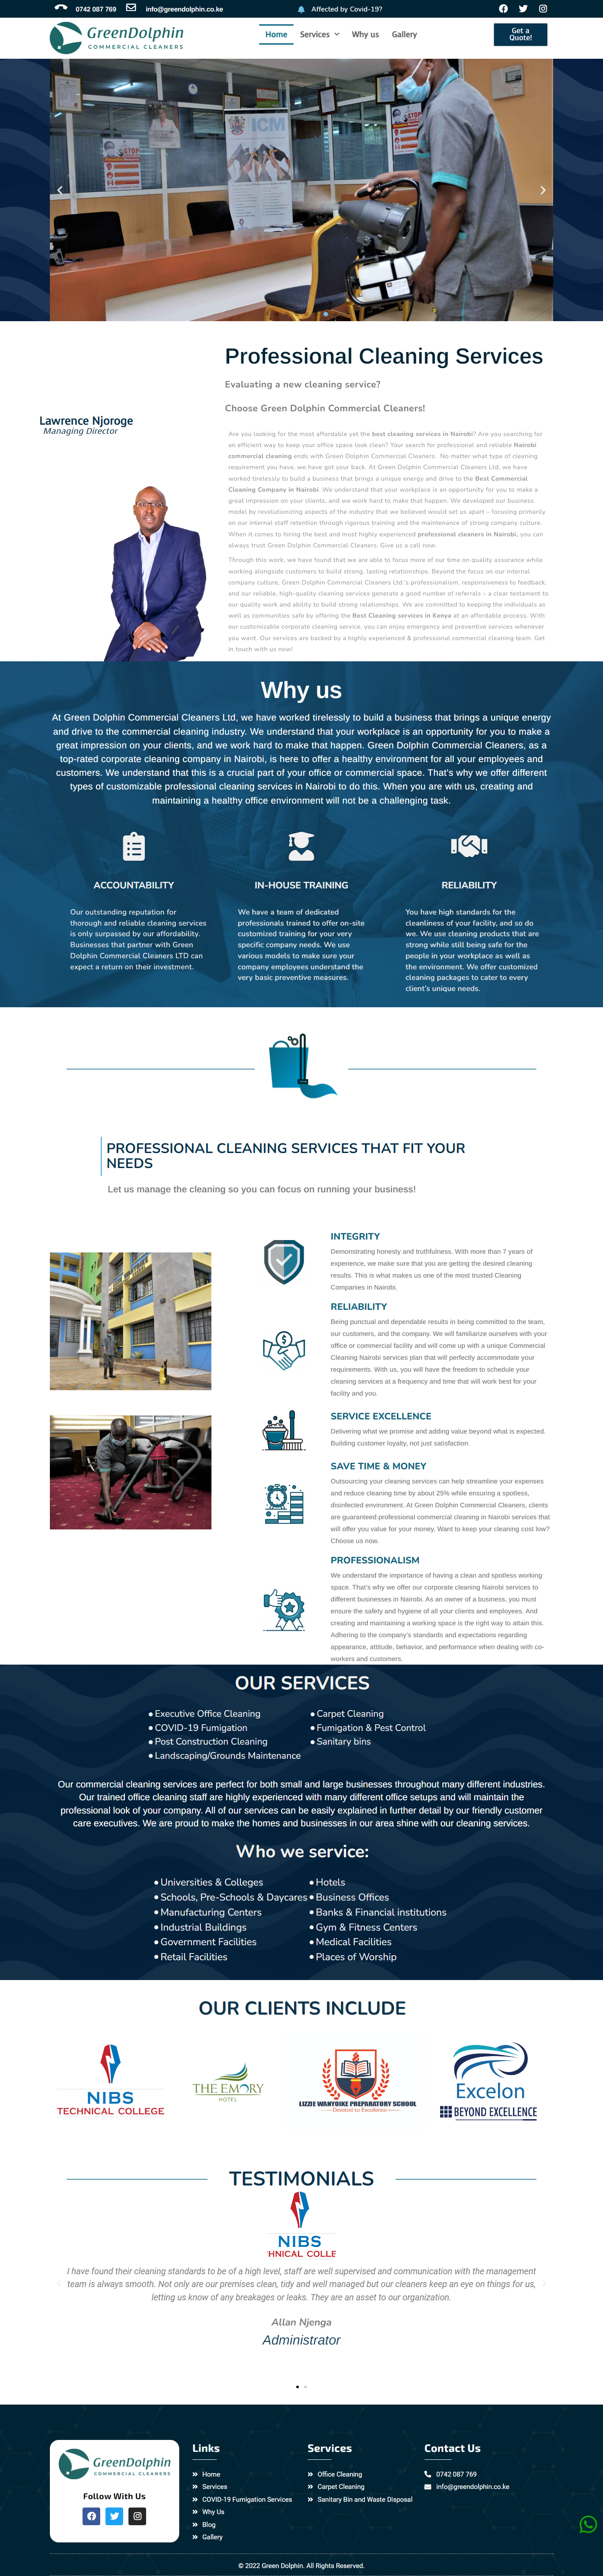 0742 087 769
info@greendolphin.co.ke
Affected by Covid-19?
GreenDolphin
COMMERCIAL CLEANERS
Home
Services
Why us
Gallery
Get a
Quote!
ICM
Professional Cleaning Services
Evaluating a new cleaning service?
Choose Green Dolphin Commercial Cleaners!
Lawrence Njoroge
Managing Director
Are you looking for the most affordable yet the best cleaning services in Nairobi? Are you searching for
an efficient way to keep your office space look clean? Your search for professional and reliable Nairobi
commercial cleaning ends with Green Dolphin Commercial Cleaners. No matter what type of cleaning
requirement you have, we have got your back. At Green Dolphin Commercial Cleaners Ltd, we have
worked tirelessly to build a business that brings a unique energy and drive to the Best Commercial
Cleaning Company in Nairobi. We understand that your workplace is an opportunity for you to make a
great impression on your clients, and we work hard to make that happen. We developed our business
model by revolutionizing aspects of the industry that we believed would set us apart – focusing primarily
on our internal staff retention through rigorous training and the maintenance of strong company culture.
When it comes to hiring the best and most highly experienced professional cleaners in Nairobi, you can
always trust Green Dolphin Commercial Cleaners. Give us a call now.
Through this work, we have found that we are able to focus more of our time on quality assurance while
working alongside customers to build strong, lasting relationships. Beyond the focus on our internal
company culture, Green Dolphin Commercial Cleaners Ltd.'s professionalism, responsiveness to feedback,
and our reliable, high-quality cleaning services generate a good number of referrals – a clear testament to
our quality work and ability to build strong relationships. We are committed to keeping the individuals as
well as communities safe by offering the Best Cleaning services in Kenya at an affordable process. With
our customizable corporate cleaning service, you can enjoy emergency and preventive services whenever
you want. Our services are backed by a highly experienced & professional commercial cleaning team. Get
in touch with us now!
Why us
At Green Dolphin Commercial Cleaners Ltd, we have worked tirelessly to build a business that brings a unique energy
and drive to the commercial cleaning industry. We understand that your workplace is an opportunity for you to make a
great impression on your clients, and we work hard to make that happen. Green Dolphin Commercial Cleaners, as a
top-rated corporate cleaning company in Nairobi, is here to offer a healthy environment for all your employees and
customers. We understand that this is a crucial part of your office or commercial space. That's why we offer different
types of customizable professional cleaning services in Nairobi to do this. When you are with us, creating and
maintaining a healthy office environment will not be a challenging task.
ACCOUNTABILITY
Our outstanding reputation for
thorough and reliable cleaning services
is only surpassed by our affordability.
Businesses that partner with Green
Dolphin Commercial Cleaners LTD can
expect a return on their investment.
IN-HOUSE TRAINING
We have a team of dedicated
professionals trained to offer on-site
customized training for your very
specific company needs. We use
various models to make sure your
company employees understand the
very basic preventive measures.
RELIABILITY
You have high standards for the
cleanliness of your facility, and so do
we. We use cleaning products that are
strong while still being safe for the
people in your workplace as well as
the environment. We offer customized
cleaning packages to cater to every
client's unique needs.
PROFESSIONAL CLEANING SERVICES THAT FIT YOUR
NEEDS
Let us manage the cleaning so you can focus on running your business!
INTEGRITY
Demonstrating honesty and truthfulness. With more than 7 years of
experience, we make sure that you are getting the desired cleaning
results. This is what makes us one of the most trusted Cleaning
Companies in Nairobi.
RELIABILITY
Being punctual and dependable results in being committed to the team,
our customers, and the company. We will familiarize ourselves with your
office or commercial facility and will come up with a unique Commercial
Cleaning Nairobi services plan that will perfectly accommodate your
requirements. With us, you will have the freedom to schedule your
cleaning services at a frequency and time that will work best for your
facility and you.
SERVICE EXCELLENCE
Delivering what we promise and adding value beyond what is expected.
Building customer loyalty, not just satisfaction.
SAVE TIME & MONEY
Outsourcing your cleaning services can help streamline your expenses
and reduce cleaning time by about 25% while ensuring a spotless,
disinfected environment. At Green Dolphin Commercial Cleaners, clients
are guaranteed professional commercial cleaning in Nairobi services that
will offer you value for your money. Want to keep your cleaning cost low?
Choose us now.
PROFESSIONALISM
We understand the importance of having a clean and spotless working
space. That's why we offer our corporate cleaning Nairobi services to
different businesses in Nairobi. As an owner of a business, you must
ensure the safety and hygiene of all your clients and employees. And
creating and maintaining a working space is the right way to attain this.
Adhering to the company's standards and expectations regarding
appearance, attitude, behavior, and performance when dealing with co-
workers and customers.
OUR SERVICES
Executive Office Cleaning
COVID-19 Fumigation
Post Construction Cleaning
Landscaping/Grounds Maintenance
Carpet Cleaning
Fumigation & Pest Control
Sanitary bins
Our commercial cleaning services are perfect for both small and large businesses throughout many different industries.
Our trained office cleaning staff are highly experienced with many different office setups and will maintain the
professional look of your company. All of our services can be easily explained in further detail by our friendly customer
care executives. We are proud to make the homes and businesses in our area shine with our cleaning services.
Who we service:
Universities & Colleges
Schools, Pre-Schools & Daycares
Manufacturing Centers
Industrial Buildings
Government Facilities
Retail Facilities
Hotels
Business Offices
Banks & Financial institutions
Gym & Fitness Centers
Medical Facilities
Places of Worship
OUR CLIENTS INCLUDE
NIBS
TECHNICAL COLLEGE
THE EMORY
HOTEL
LIZZIE WANYOIKE PREPARATORY SCHOOL
Devoted to Excellence
Excelon
BEYOND EXCELLENCE
TESTIMONIALS
NIBS
HNICAL COLLE
I have found their cleaning standards to be of a high level, staff are well supervised and communication with the management
team is always smooth. Not only are our premises clean, tidy and well managed but our cleaners keep an eye on things for us,
letting us know of any breakages or leaks. They are an asset to our organization.
Allan Njenga
Administrator
GreenDolphin
COMMERCIAL CLEANERS
Follow With Us
Links
Home
Services
COVID-19 Fumigation Services
Why Us
Blog
Gallery
Services
Office Cleaning
Carpet Cleaning
Sanitary Bin and Waste Disposal
Contact Us
0742 087 769
info@greendolphin.co.ke
© 2022 Green Dolphin. All Rights Reserved.